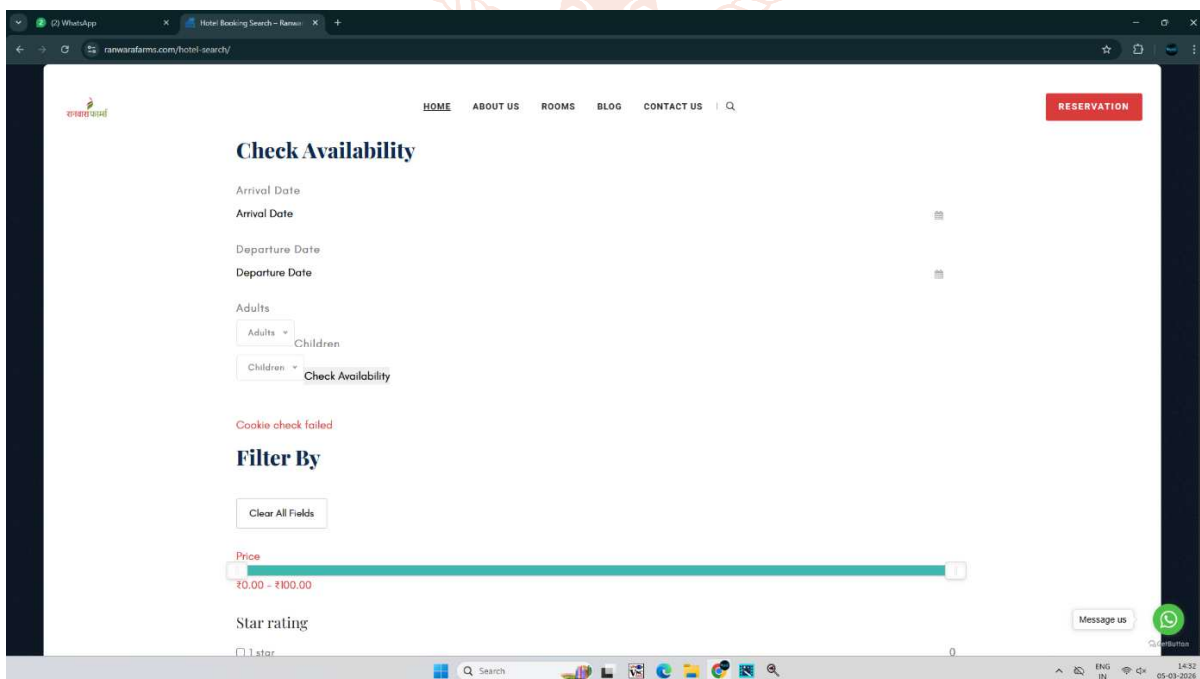 (2) WhatsApp
Hotel Booking Search – Ranwar
ranwarafarms.com/hotel-search/
रानवारा फार्म्स
HOME ABOUT US ROOMS BLOG CONTACT US
RESERVATION
Check Availability
Arrival Date
Arrival Date
Departure Date
Departure Date
Adults
Adults
Children
Children
Check Availability
Cookie check failed
Filter By
Clear All Fields
Price
₹0.00 - ₹100.00
Star rating
1 star 0
Message us
GetButton
Search
ENG
IN
14:32
05-03-2026